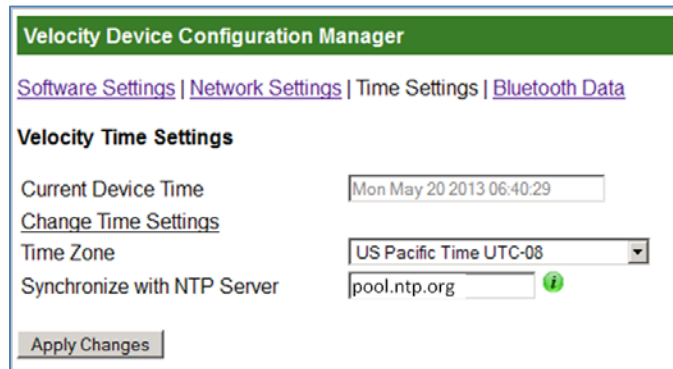 Velocity Device Configuration Manager
Software Settings | Network Settings | Time Settings | Bluetooth Data
Velocity Time Settings
Current Device Time Mon May 20 2013 06:40:29
Change Time Settings
Time Zone US Pacific Time UTC-08
Synchronize with NTP Server pool.ntp.org i
Apply Changes